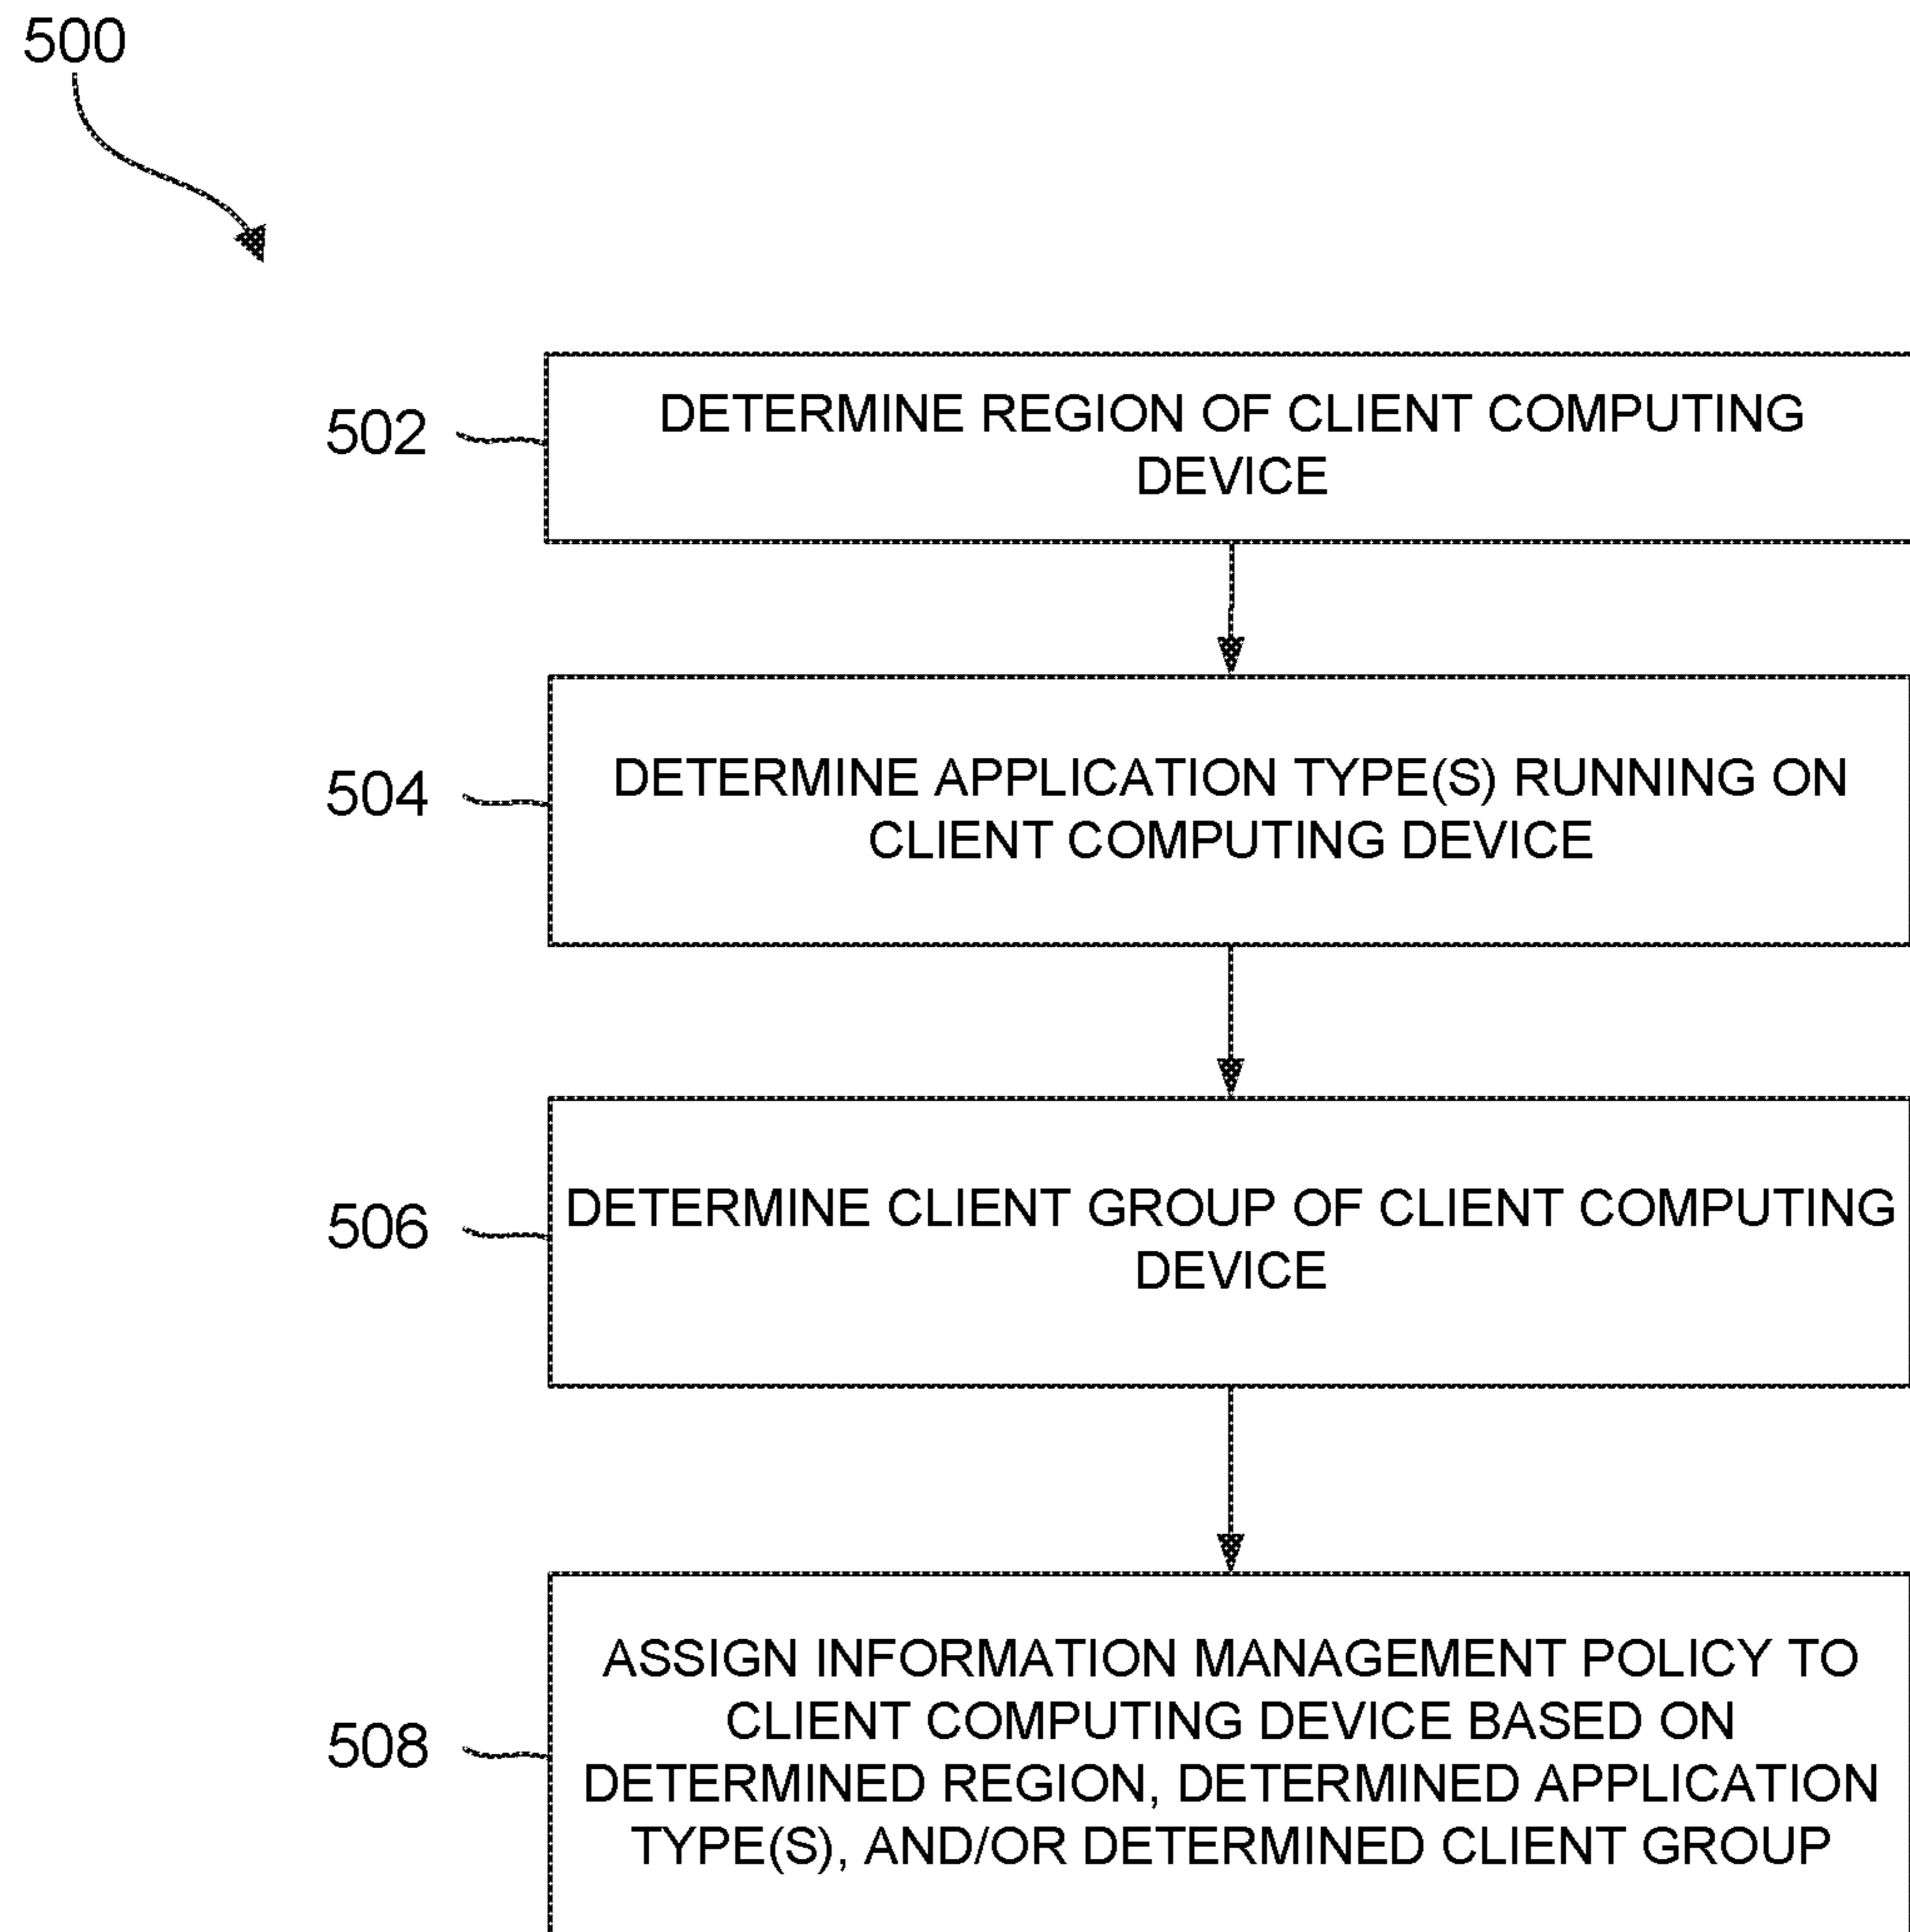 500
502
DETERMINE REGION OF CLIENT COMPUTING
DEVICE
504
DETERMINE APPLICATION TYPE(S) RUNNING ON
CLIENT COMPUTING DEVICE
506
DETERMINE CLIENT GROUP OF CLIENT COMPUTING
DEVICE
508
ASSIGN INFORMATION MANAGEMENT POLICY TO
CLIENT COMPUTING DEVICE BASED ON
DETERMINED REGION, DETERMINED APPLICATION
TYPE(S), AND/OR DETERMINED CLIENT GROUP